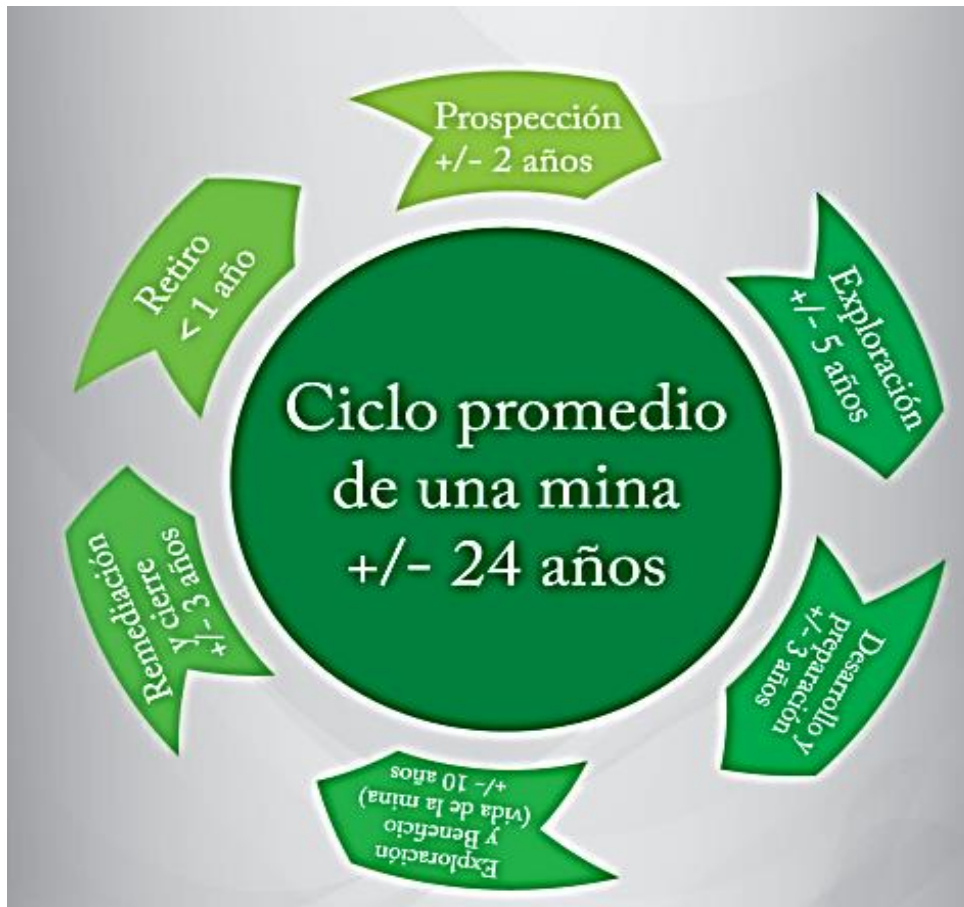 Prospección
+/- 2 años
Exploración
+/- 5 años
Desarrollo y
preparación
+/- 3 años
Exploración
y Beneficio
(vida de la mina)
+/- 10 años
Remediación
y cierre
+/- 3 años
Retiro
< 1 año
Ciclo promedio
de una mina
+/- 24 años